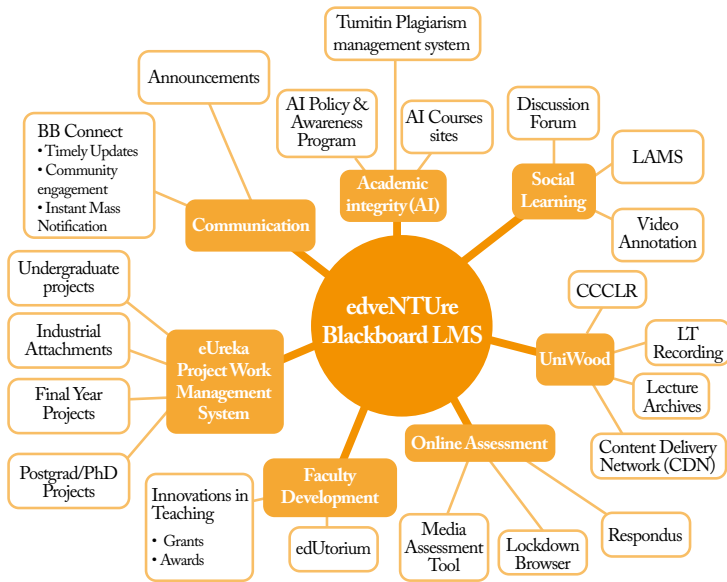 Tumitin Plagiarism
management system
Announcements
AI Policy &
Awareness
Program
AI Courses
sites
Discussion
Forum
LAMS
Video
Annotation
BB Connect
• Timely Updates
• Community
engagement
• Instant Mass
Notification
Communication
Academic
integrity (AI)
Social
Learning
edveNTUre
Blackboard LMS
Undergraduate
projects
Industrial
Attachments
Final Year
Projects
Postgrad/PhD
Projects
eUreka
Project Work
Management
System
CCCLR
UniWood
LT
Recording
Lecture
Archives
Content Delivery
Network (CDN)
Online Assessment
Faculty
Development
Innovations in
Teaching
• Grants
• Awards
edUtorium
Media
Assessment
Tool
Lockdown
Browser
Respondus